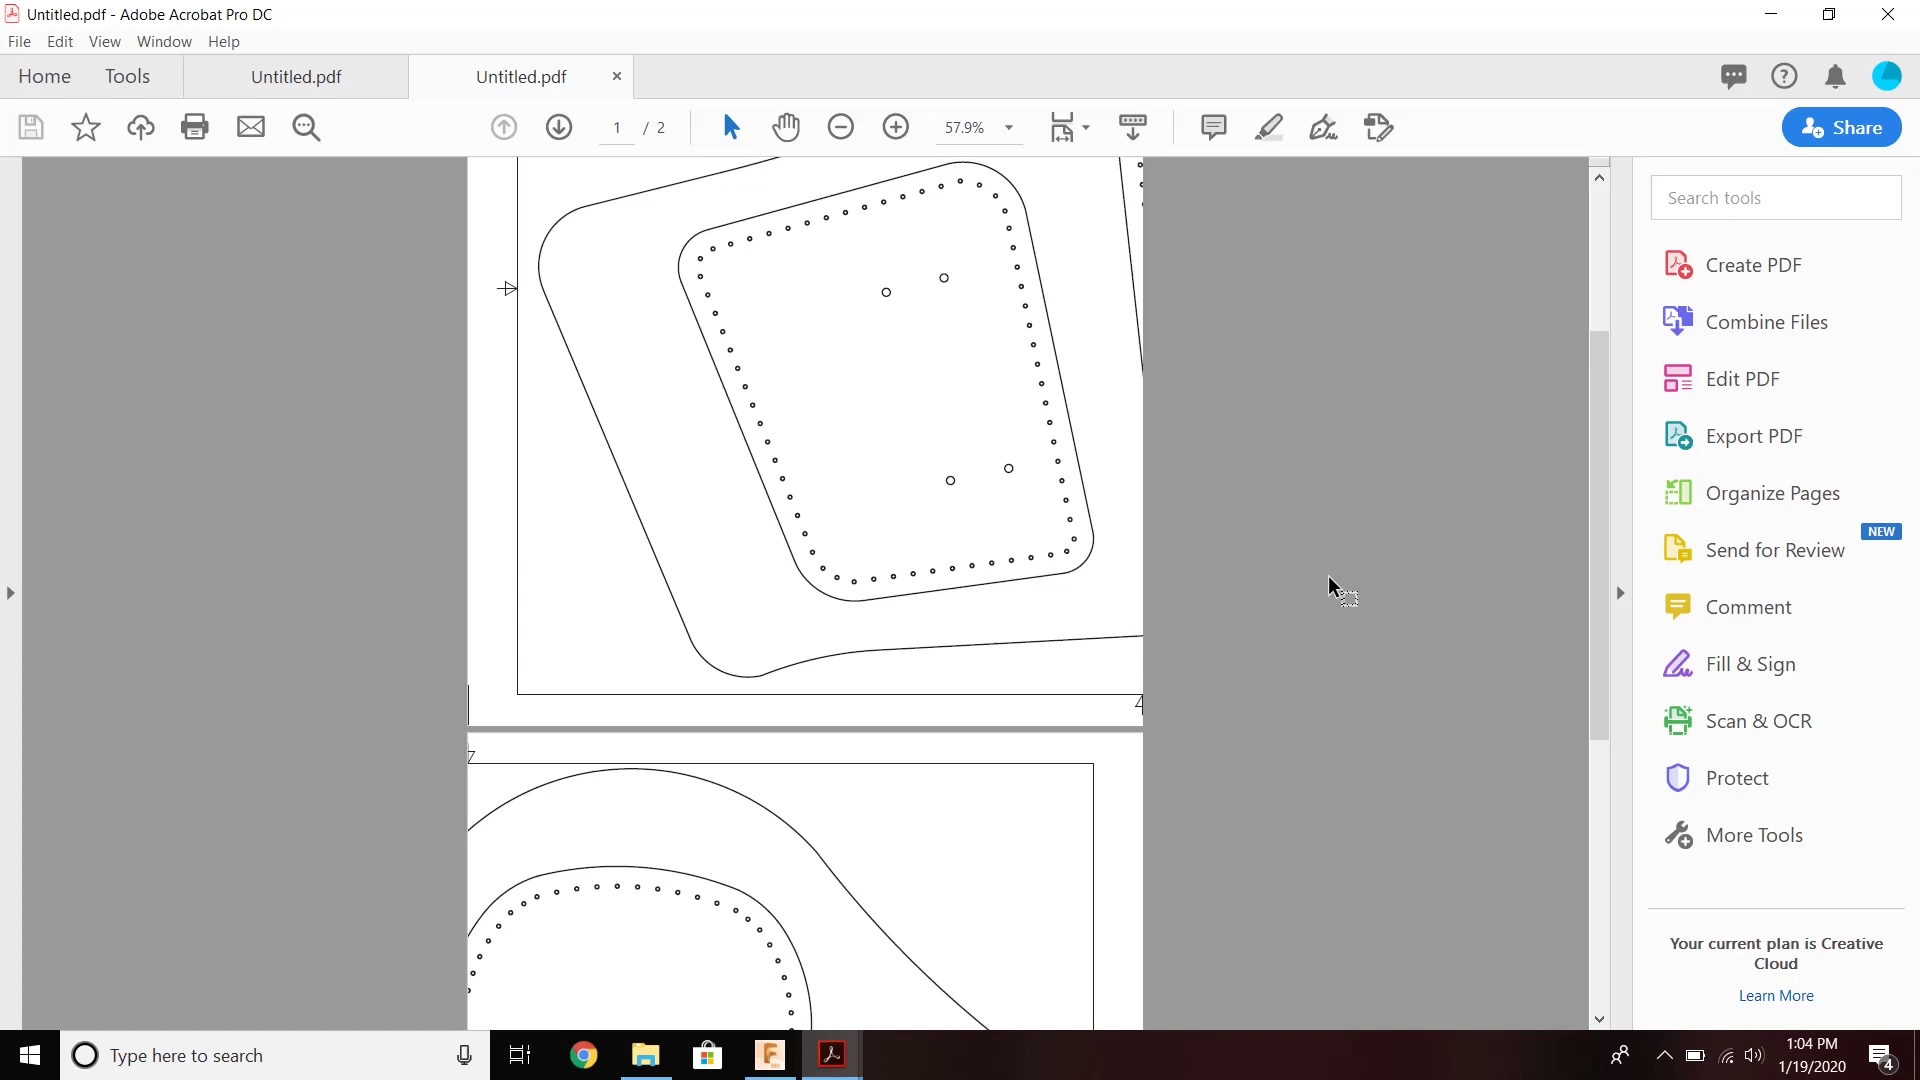 Untitled.pdf - Adobe Acrobat Pro DC
File Edit View Window Help
Home Tools Untitled.pdf Untitled.pdf ×
1 / 2 57.9% Share
Search tools
Create PDF
Combine Files
Edit PDF
Export PDF
Organize Pages
NEW
Send for Review
Comment
Fill & Sign
Scan & OCR
Protect
More Tools
Your current plan is Creative
Cloud
Learn More
Type here to search
1:04 PM
1/19/2020
4